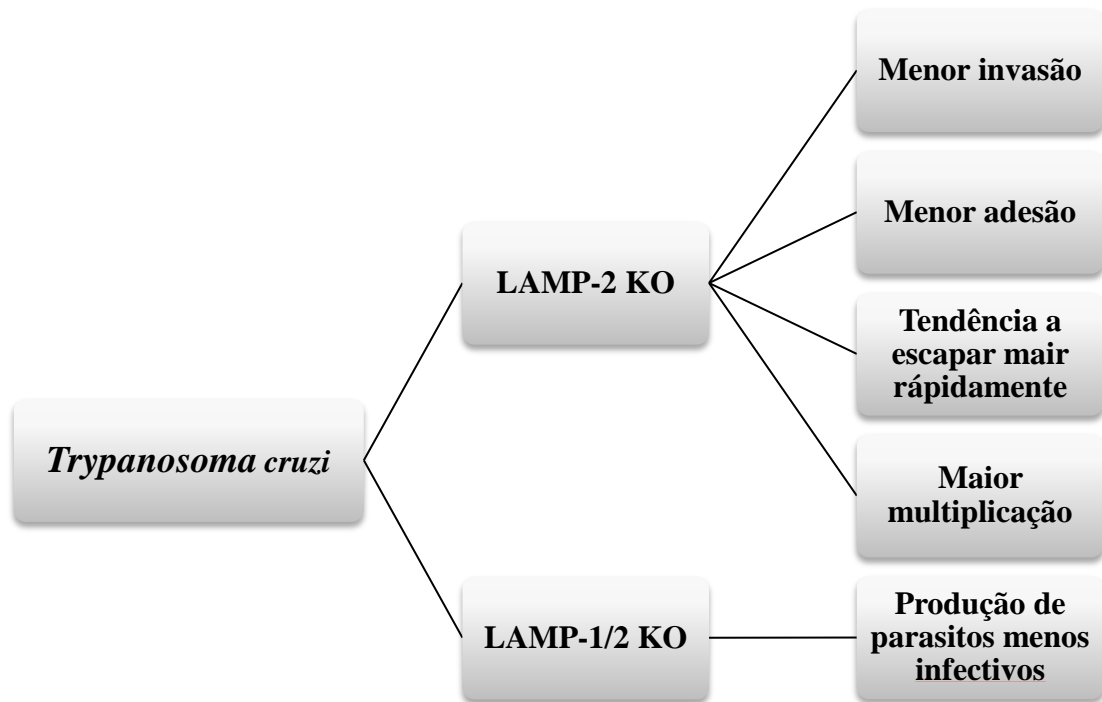 Menor invasão
Menor adesão
LAMP-2 KO
Tendência a
escapar mair
rápidamente
Trypanosoma cruzi
Maior
multiplicação
LAMP-1/2 KO
Produção de
parasitos menos
infectivos